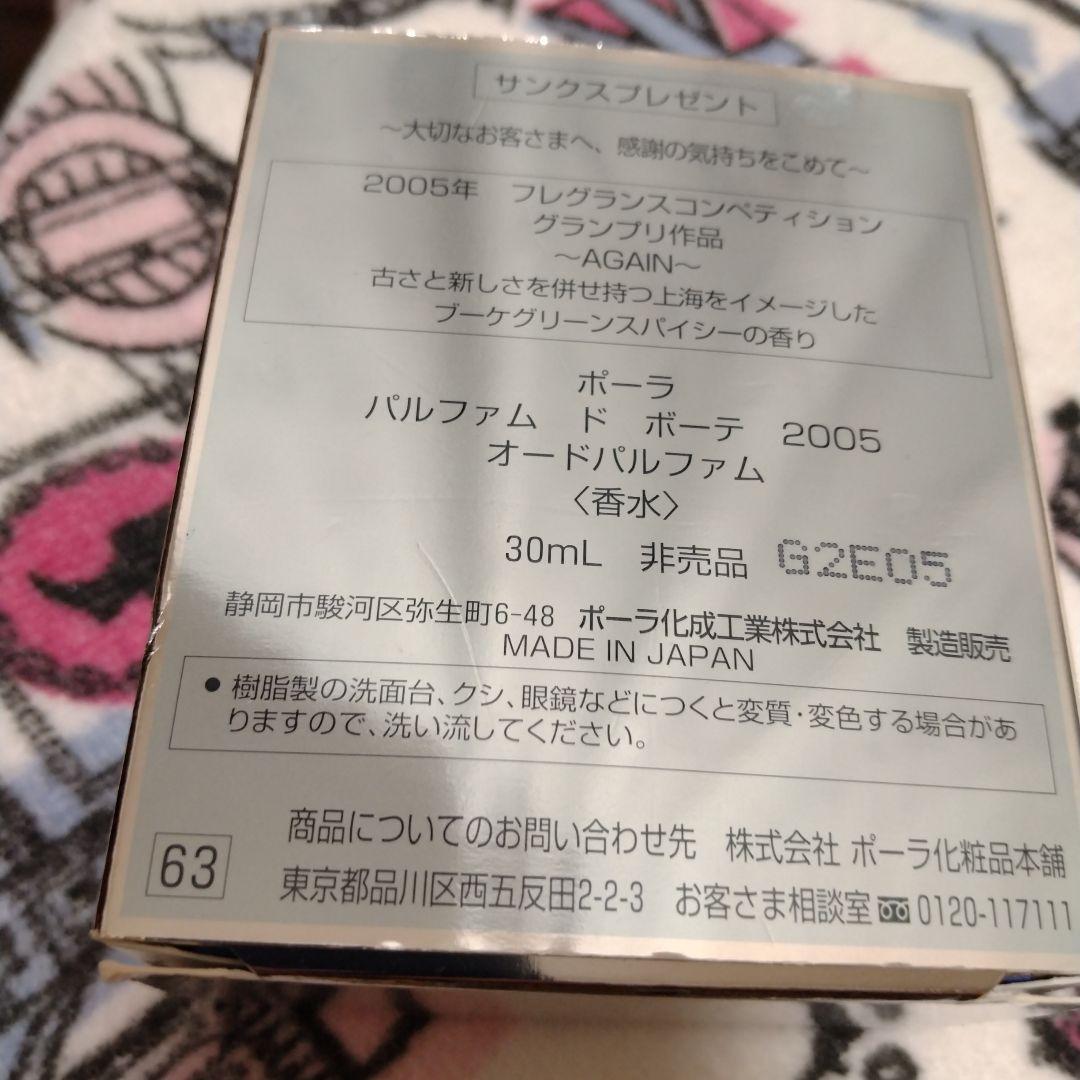 サンクスプレゼント
～大切なお客さまへ、感謝の気持ちをこめて～
2005年　フレグランスコンペティション
グランプリ作品
～AGAIN～
古さと新しさを併せ持つ上海をイメージした
ブーケグリーンスパイシーの香り
ポーラ
パルファム　ド　ボーテ　2005
オードパルファム
〈香水〉
30mL　非売品　G2E05
静岡市駿河区弥生町6-48　ポーラ化成工業株式会社　製造販売
MADE IN JAPAN
●樹脂製の洗面台、クシ、眼鏡などにつくと変質・変色する場合があ
りますので、洗い流してください。
商品についてのお問い合わせ先　株式会社 ポーラ化粧品本舗
63　東京都品川区西五反田2-2-3　お客さま相談室 0120-117111